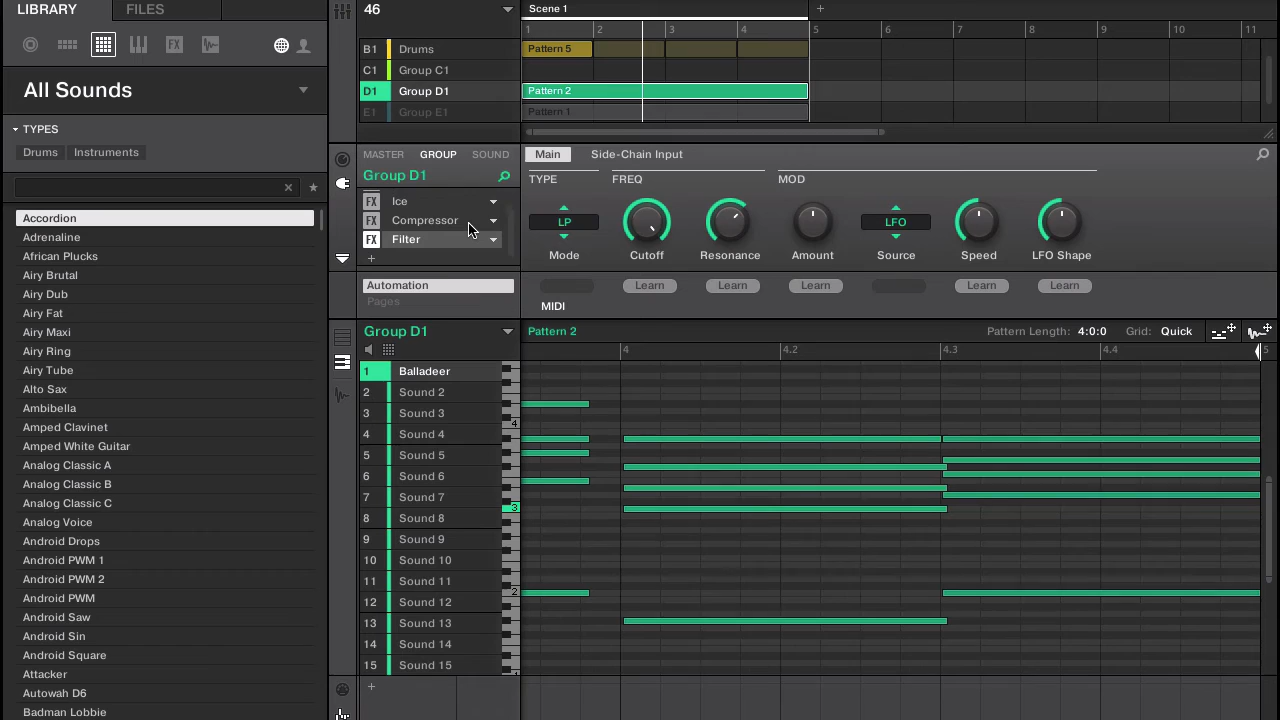 LIBRARY FILES
All Sounds
TYPES
Drums Instruments
Accordion
Adrenaline
African Plucks
Airy Brutal
Airy Dub
Airy Fat
Airy Maxi
Airy Ring
Airy Tube
Alto Sax
Ambibella
Amped Clavinet
Amped White Guitar
Analog Classic A
Analog Classic B
Analog Classic C
Analog Voice
Android Drops
Android PWM 1
Android PWM 2
Android PWM
Android Saw
Android Sin
Android Square
Attacker
Autowah D6
Badman Lobbie
46
Scene 1
1 2 3 4 5 6 7 8 9 10 11
B1 Drums Pattern 5
C1 Group C1
D1 Group D1 Pattern 2
E1 Group E1 Pattern 1
MASTER GROUP SOUND
Group D1
FX Ice
FX Compressor
FX Filter
Automation
Pages
Main Side-Chain Input
TYPE FREQ MOD
LP LFO
Mode Cutoff Resonance Amount Source Speed LFO Shape
Learn Learn Learn Learn Learn
MIDI
Group D1
Pattern 2 Pattern Length: 4:0:0 Grid: Quick
4 4.2 4.3 4.4 5
1 Balladeer
2 Sound 2
3 Sound 3
4 Sound 4
5 Sound 5
6 Sound 6
7 Sound 7
8 Sound 8
9 Sound 9
10 Sound 10
11 Sound 11
12 Sound 12
13 Sound 13
14 Sound 14
15 Sound 15
4
3
2